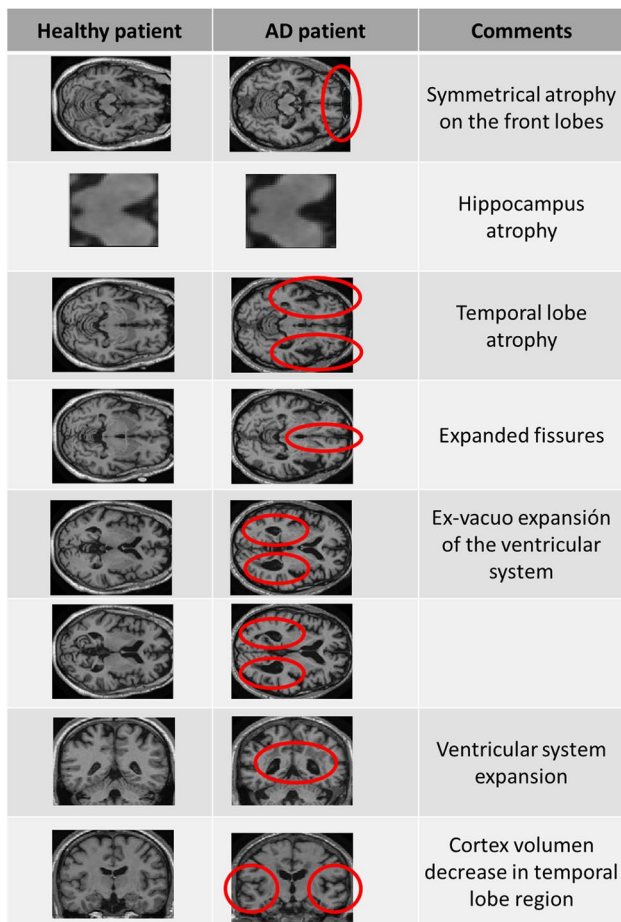 Healthy patient AD patient Comments
Symmetrical atrophy
on the front lobes
Hippocampus
atrophy
Temporal lobe
atrophy
Expanded fissures
Ex-vacuo expansión
of the ventricular
system
Ventricular system
expansion
Cortex volumen
decrease in temporal
lobe region